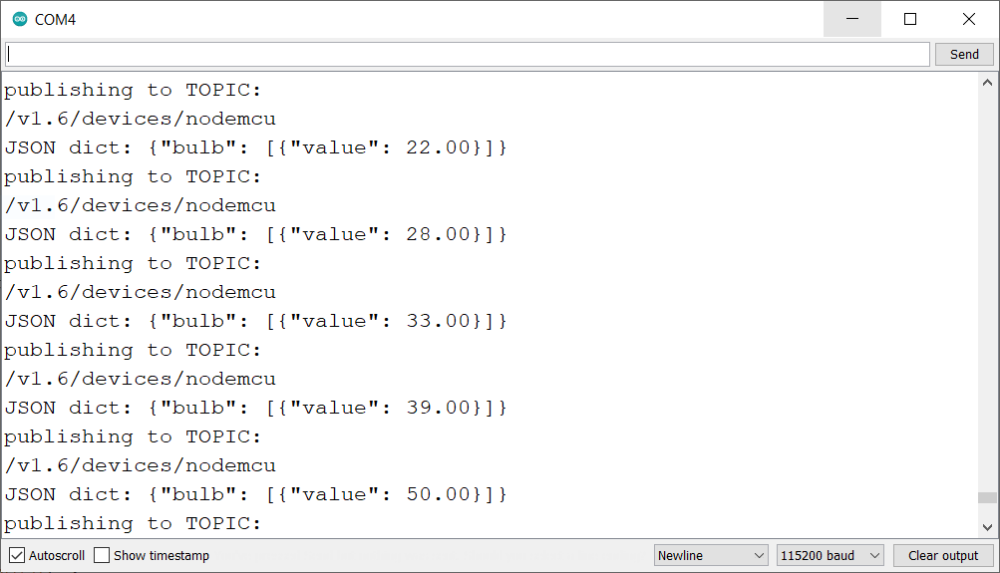 COM4
Send
publishing to TOPIC:
/v1.6/devices/nodemcu
JSON dict: {"bulb": [{"value": 22.00}]}
publishing to TOPIC:
/v1.6/devices/nodemcu
JSON dict: {"bulb": [{"value": 28.00}]}
publishing to TOPIC:
/v1.6/devices/nodemcu
JSON dict: {"bulb": [{"value": 33.00}]}
publishing to TOPIC:
/v1.6/devices/nodemcu
JSON dict: {"bulb": [{"value": 39.00}]}
publishing to TOPIC:
/v1.6/devices/nodemcu
JSON dict: {"bulb": [{"value": 50.00}]}
publishing to TOPIC:
Autoscroll Show timestamp Newline 115200 baud Clear output